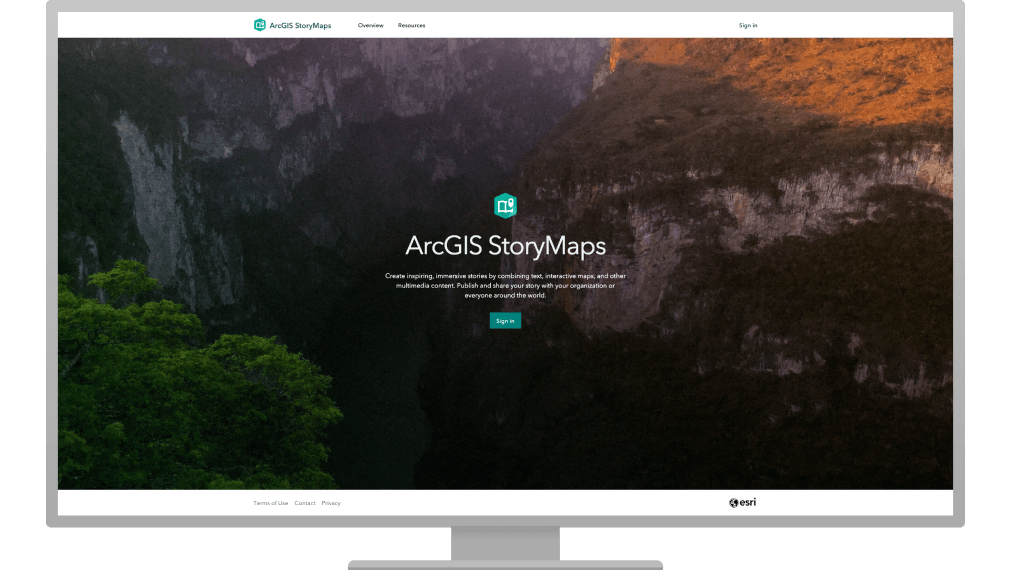 ArcGIS StoryMaps Overview Resources Sign in
ArcGIS StoryMaps
Create inspiring, immersive stories by combining text, interactive maps, and other
multimedia content. Publish and share your story with your organization or
everyone around the world.
Sign in
Terms of Use Contact Privacy esri